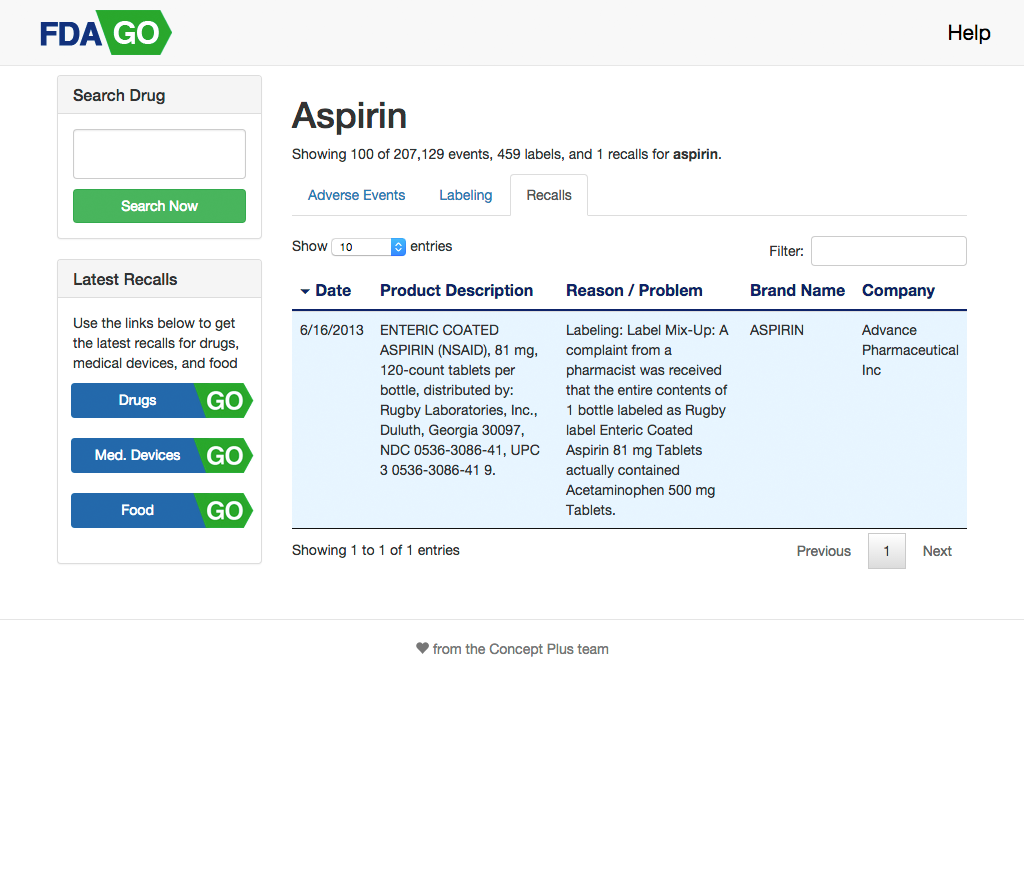 FDA GO
Help
Search Drug
Search Now
Latest Recalls
Use the links below to get
the latest recalls for drugs,
medical devices, and food
Drugs GO
Med. Devices GO
Food GO
Aspirin
Showing 100 of 207,129 events, 459 labels, and 1 recalls for aspirin.
Adverse Events Labeling Recalls
Show 10 entries
Filter:
Date Product Description Reason / Problem Brand Name Company
6/16/2013
ENTERIC COATED
ASPIRIN (NSAID), 81 mg,
120-count tablets per
bottle, distributed by:
Rugby Laboratories, Inc.,
Duluth, Georgia 30097,
NDC 0536-3086-41, UPC
3 0536-3086-41 9.
Labeling: Label Mix-Up: A
complaint from a
pharmacist was received
that the entire contents of
1 bottle labeled as Rugby
label Enteric Coated
Aspirin 81 mg Tablets
actually contained
Acetaminophen 500 mg
Tablets.
ASPIRIN
Advance
Pharmaceutical
Inc
Showing 1 to 1 of 1 entries
Previous 1 Next
♥ from the Concept Plus team